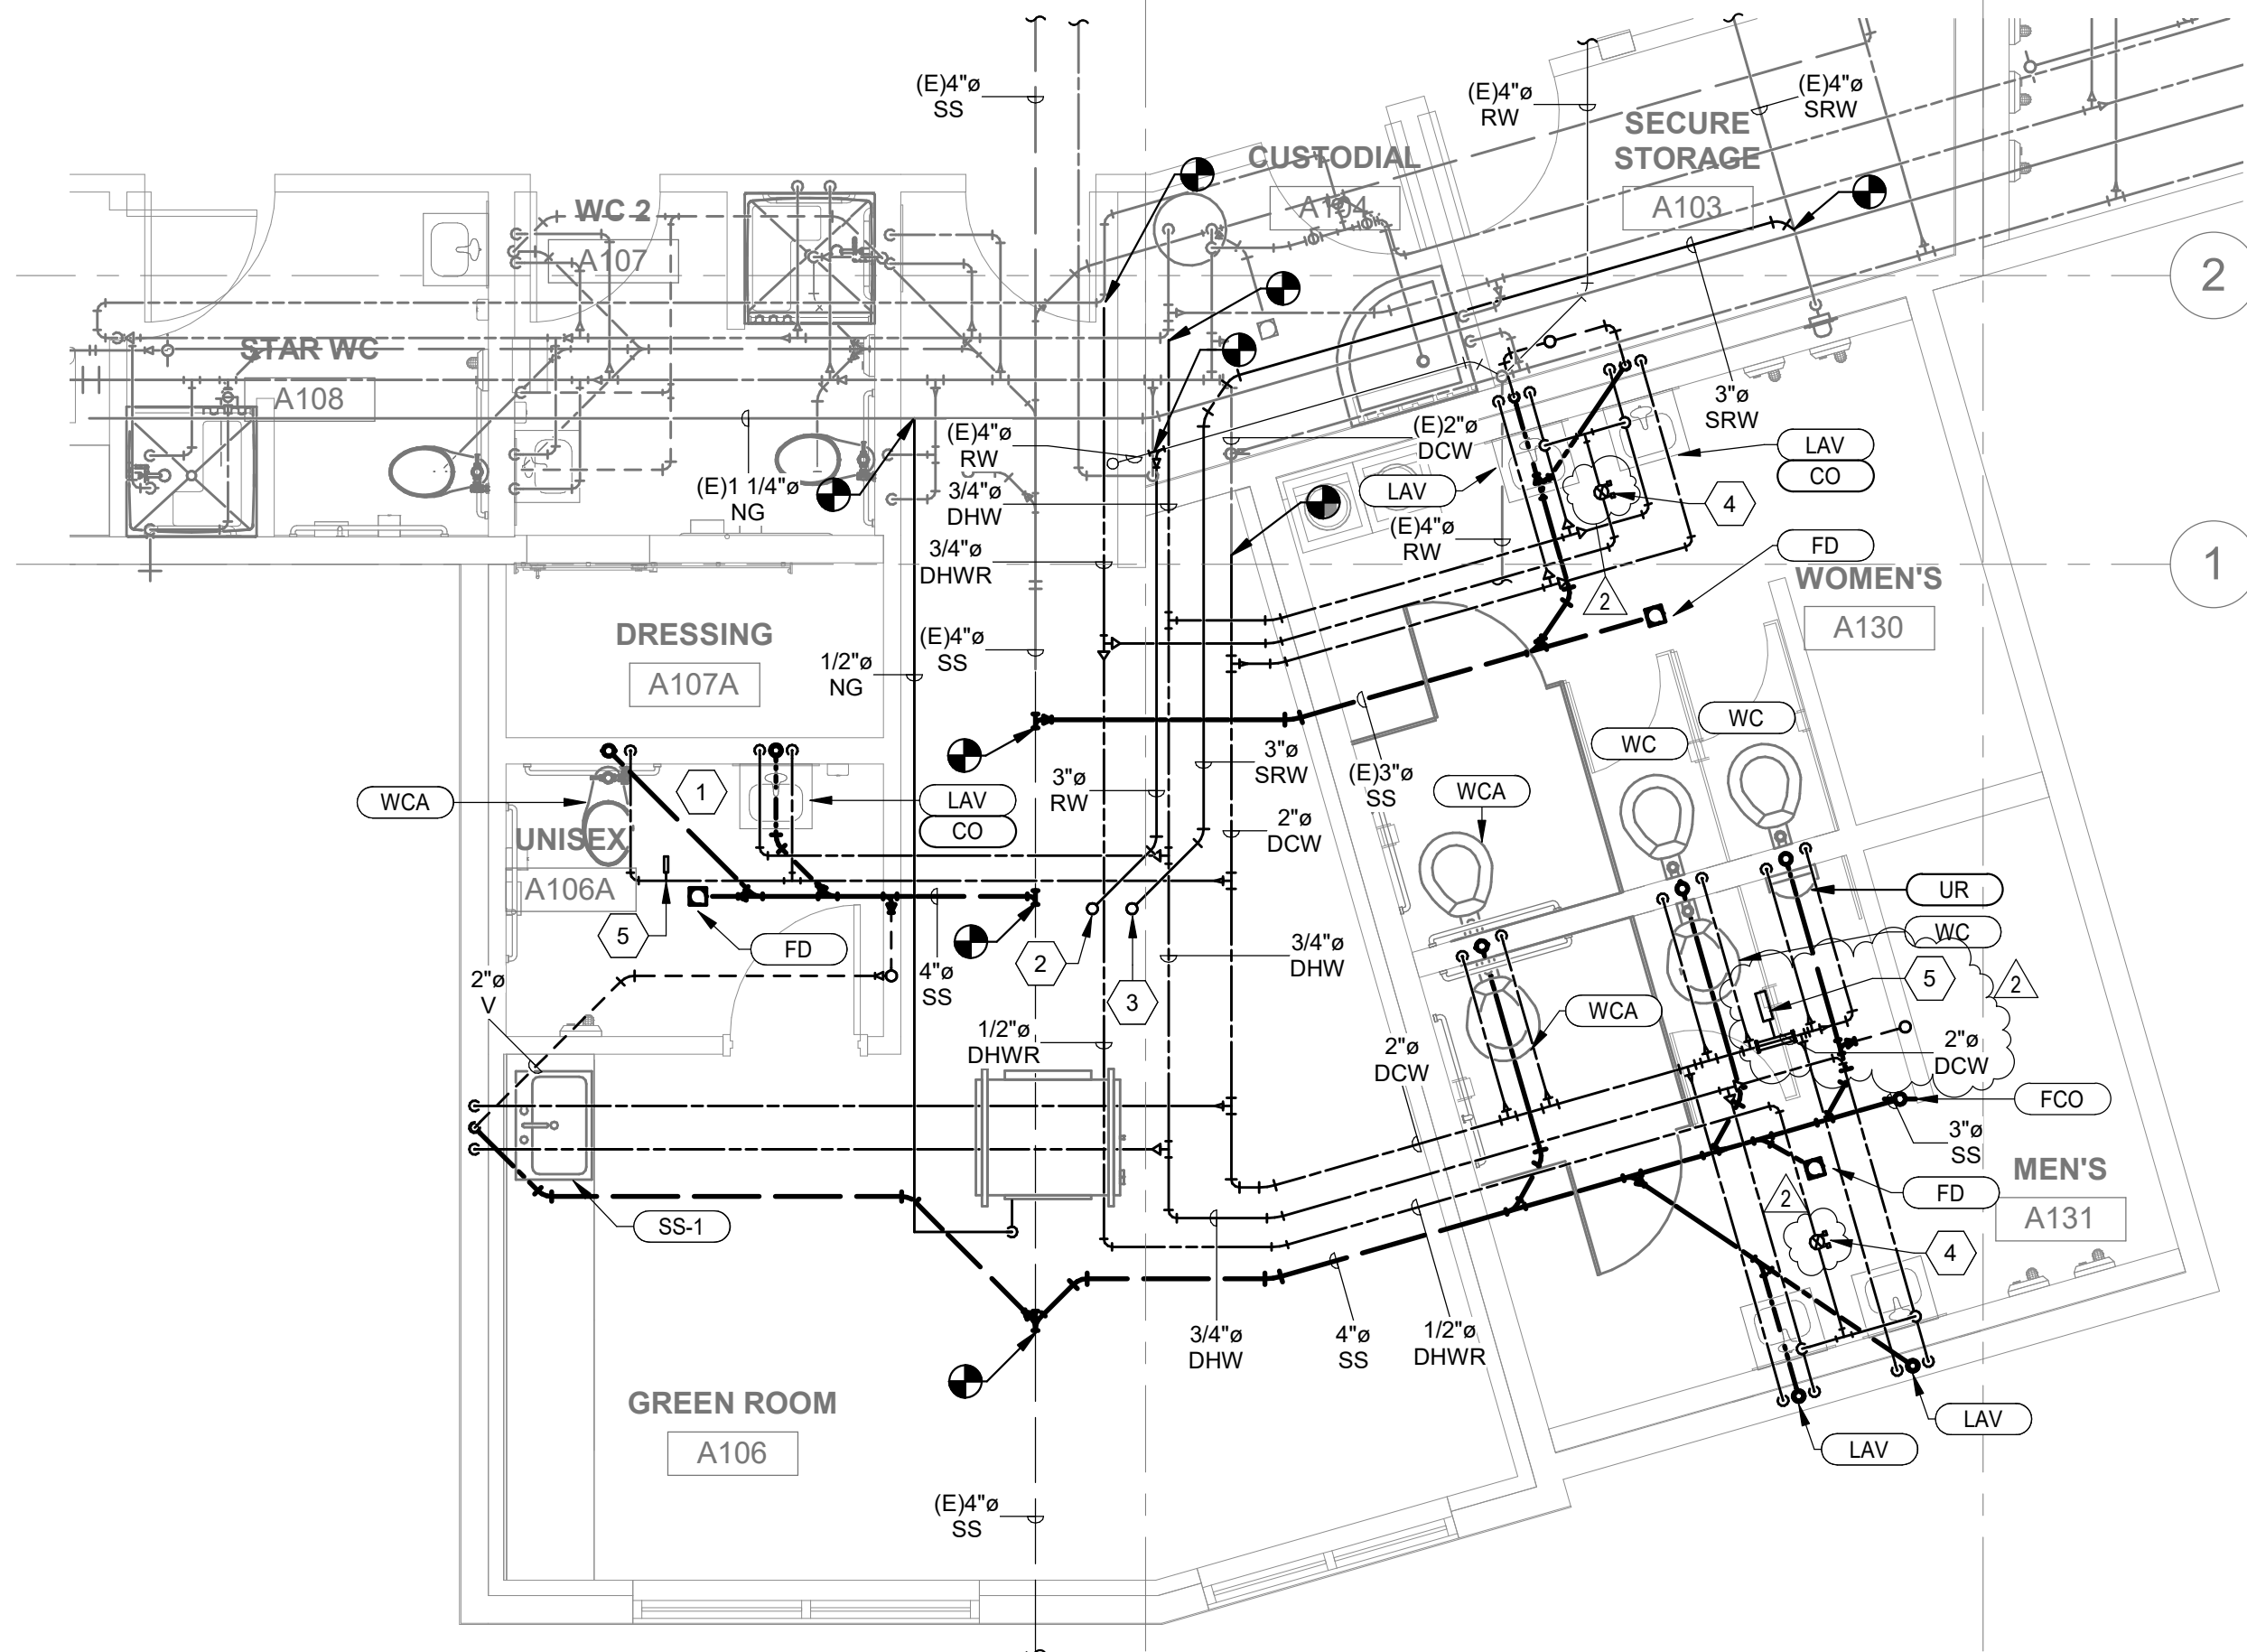 (E)4"ø
SS
(E)4"ø
RW
(E)4"ø
SRW
SECURE
STORAGE
A103
CUSTODIAL
A104
WC 2
A107
2
STAR WC
A108
3"ø
SRW
(E)4"ø
RW
(E)2"ø
DCW
LAV
CO
(E)1 1/4"ø
NG
3/4"ø
DHW
LAV
4
(E)4"ø
RW
FD
3/4"ø
DHWR
1
WOMEN'S
A130
2
DRESSING
A107A
(E)4"ø
SS
1/2"ø
NG
WC
WC
3"ø
SRW
3"ø
RW
(E)3"ø
SS
WCA
WCA
1
LAV
CO
2"ø
DCW
UNISEX
A106A
UR
WC
5
FD
4"ø
SS
2
3
3/4"ø
DHW
5
2
2"ø
V
WCA
1/2"ø
DHWR
2"ø
DCW
2"ø
DCW
FCO
3"ø
SS
MEN'S
A131
FD
2
SS-1
4
3/4"ø
DHW
4"ø
SS
1/2"ø
DHWR
GREEN ROOM
A106
LAV
LAV
(E)4"ø
SS